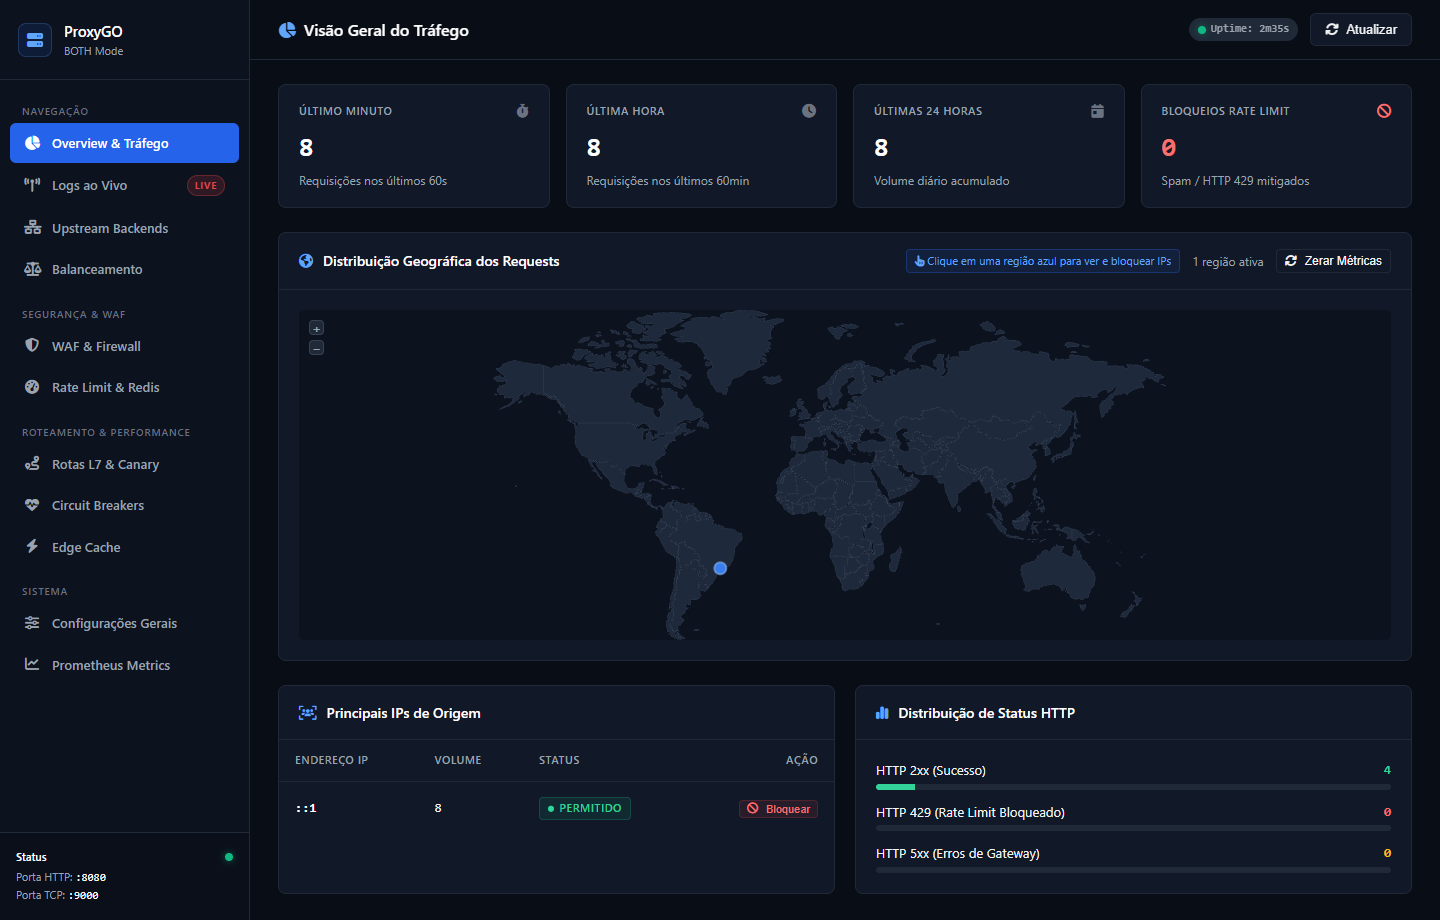 ProxyGO
BOTH Mode
NAVEGAÇÃO
Overview & Tráfego
Logs ao Vivo LIVE
Upstream Backends
Balanceamento
SEGURANÇA & WAF
WAF & Firewall
Rate Limit & Redis
ROTEAMENTO & PERFORMANCE
Rotas L7 & Canary
Circuit Breakers
Edge Cache
SISTEMA
Configurações Gerais
Prometheus Metrics
Status
Porta HTTP: :8080
Porta TCP: :9000
Visão Geral do Tráfego
Uptime: 2m35s
Atualizar
ÚLTIMO MINUTO
8
Requisições nos últimos 60s
ÚLTIMA HORA
8
Requisições nos últimos 60min
ÚLTIMAS 24 HORAS
8
Volume diário acumulado
BLOQUEIOS RATE LIMIT
0
Spam / HTTP 429 mitigados
Distribuição Geográfica dos Requests
Clique em uma região azul para ver e bloquear IPs
1 região ativa
Zerar Métricas
+
−
Principais IPs de Origem
ENDEREÇO IP VOLUME STATUS AÇÃO
::1 8 PERMITIDO Bloquear
Distribuição de Status HTTP
HTTP 2xx (Sucesso) 4
HTTP 429 (Rate Limit Bloqueado) 0
HTTP 5xx (Erros de Gateway) 0